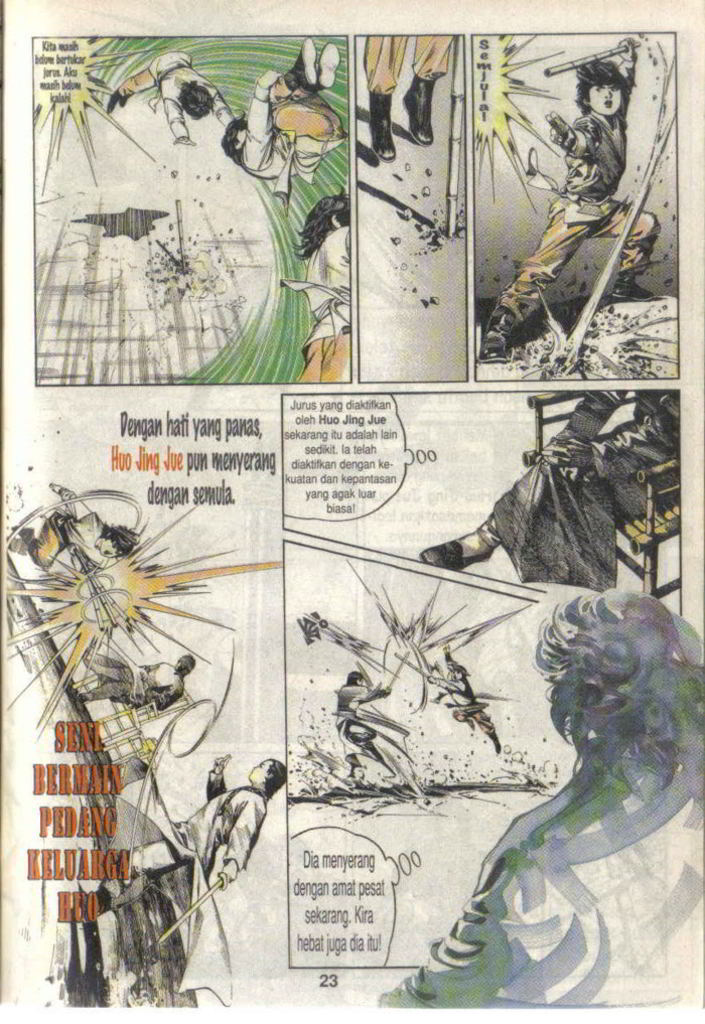 Kita masih
belum bertukar
jurus. Aku
masih belum
kalah!
Semula!
Dengan hati yang panas,
Huo Jing Jue pun menyerang
dengan semula.
Jurus yang diaktifkan
oleh Huo Jing Jue
sekarang itu adalah lain
sedikit. Ia telah
diaktifkan dengan ke-
kuatan dan kepantasan
yang agak luar
biasa!
SENI
BERMAIN
PEDANG
KELUARGA
HUO
Dia menyerang
dengan amat pesat
sekarang. Kira
hebat juga dia itu!
23